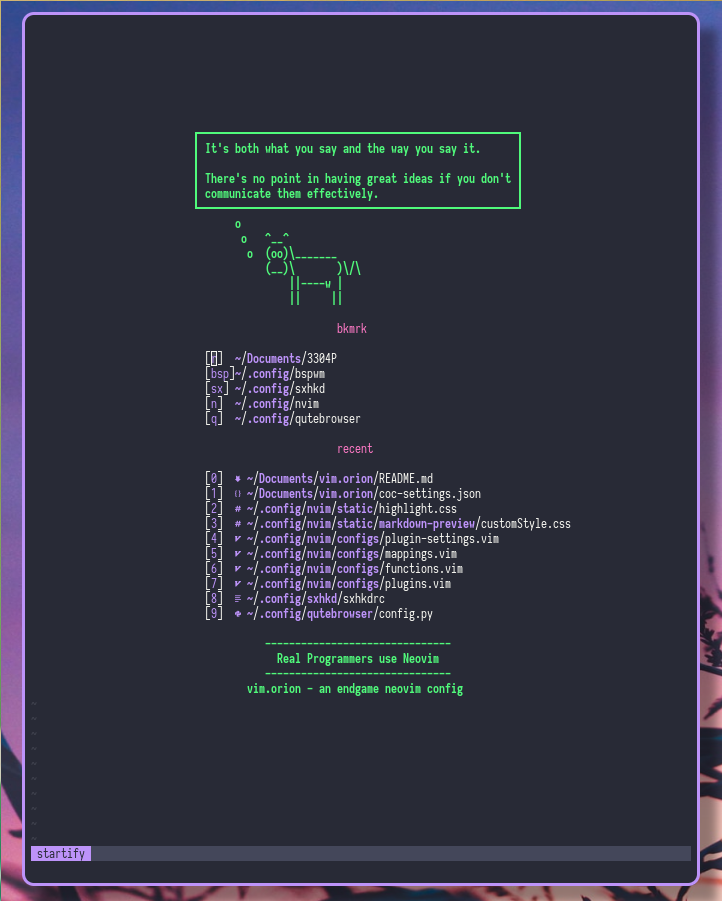 It's both what you say and the way you say it.
There's no point in having great ideas if you don't
communicate them effectively.
o
o   ^__^
o  (oo)\_______
(__)\       )\/\
||----w |
||     ||
bkmrk
[ ]  ~/Documents/3304P
[bsp]~/.config/bspwm
[sx] ~/.config/sxhkd
[n]  ~/.config/nvim
[q]  ~/.config/qutebrowser
recent
[0]  ~/Documents/vim.orion/README.md
[1]  {} ~/Documents/vim.orion/coc-settings.json
[2]  # ~/.config/nvim/static/highlight.css
[3]  # ~/.config/nvim/static/markdown-preview/customStyle.css
[4]  ~/.config/nvim/configs/plugin-settings.vim
[5]  ~/.config/nvim/configs/mappings.vim
[6]  ~/.config/nvim/configs/functions.vim
[7]  ~/.config/nvim/configs/plugins.vim
[8]  ~/.config/sxhkd/sxhkdrc
[9]  ~/.config/qutebrowser/config.py
-------------------------------
Real Programmers use Neovim
-------------------------------
vim.orion - an endgame neovim config
~
~
~
~
~
~
~
~
~
~
startify